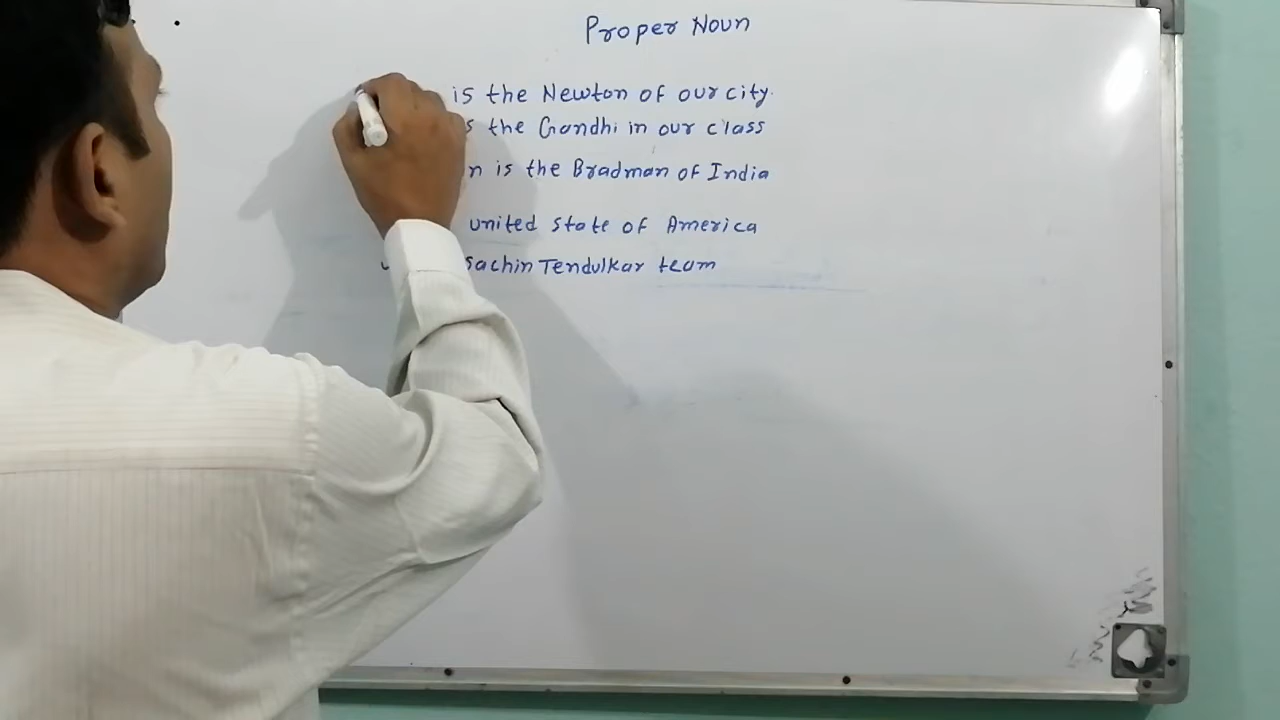 Proper Noun
is the Newton of our city.
the Gandhi in our class
is the Bradman of India
united state of America
Sachin Tendulkar team